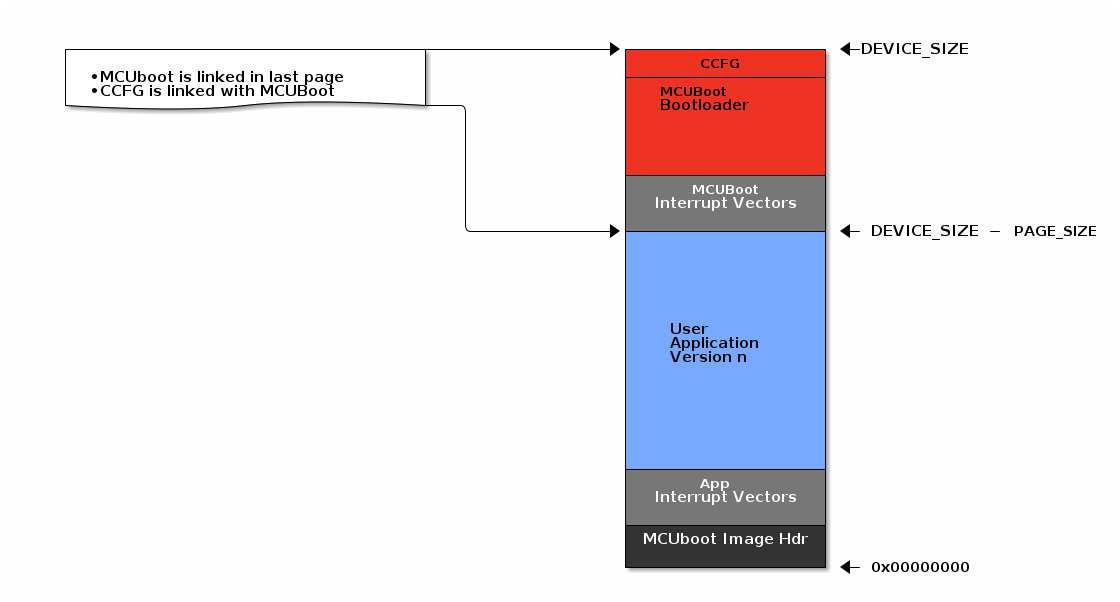 •MCUboot is linked in last page
•CCFG is linked with MCUBoot
DEVICE_SIZE
CCFG
MCUBoot
Bootloader
MCUBoot
Interrupt Vectors
DEVICE_SIZE – PAGE_SIZE
User
Application
Version n
App
Interrupt Vectors
MCUboot Image Hdr
0x00000000